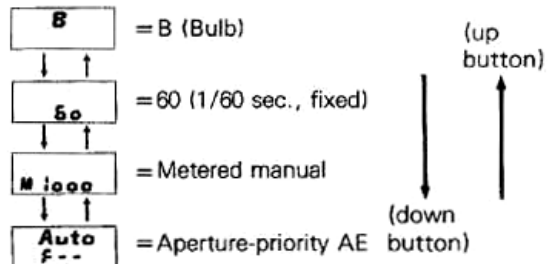 B
= B (Bulb)
(up
button)
60
= 60 (1/60 sec., fixed)
M 1000
= Metered manual
(down
button)
Auto
F--
= Aperture-priority AE